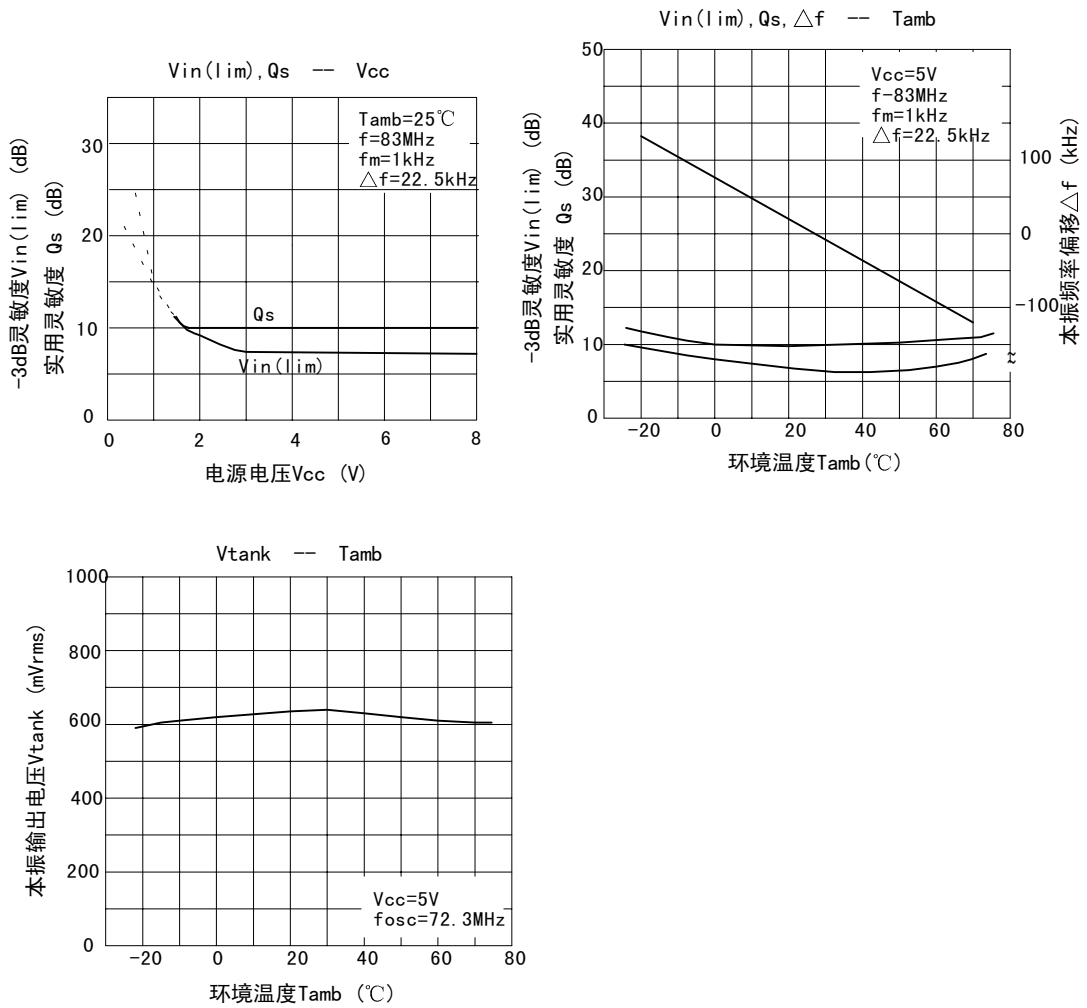 Vin(lim),Qs — Vcc
Tamb=25℃
f=83MHz
fm=1kHz
△f=22.5kHz
-3dB灵敏度Vin(lim) (dB)
实用灵敏度 Qs (dB)
30
20
10
0
Qs
Vin(lim)
0 2 4 6 8
电源电压Vcc (V)
Vin(lim),Qs,△f — Tamb
Vcc=5V
f-83MHz
fm=1kHz
△f=22.5kHz
-3dB灵敏度Vin(lim) (dB)
实用灵敏度 Qs (dB)
50
40
30
20
10
0
100
0
-100
本振频率偏移△f (kHz)
≈
-20 0 20 40 60 80
环境温度Tamb(℃)
Vtank — Tamb
本振输出电压Vtank (mVrms)
1000
800
600
400
200
0
Vcc=5V
fosc=72.3MHz
-20 0 20 40 60 80
环境温度Tamb (℃)